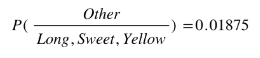 P( Other / Long, Sweet, Yellow ) = 0.01875